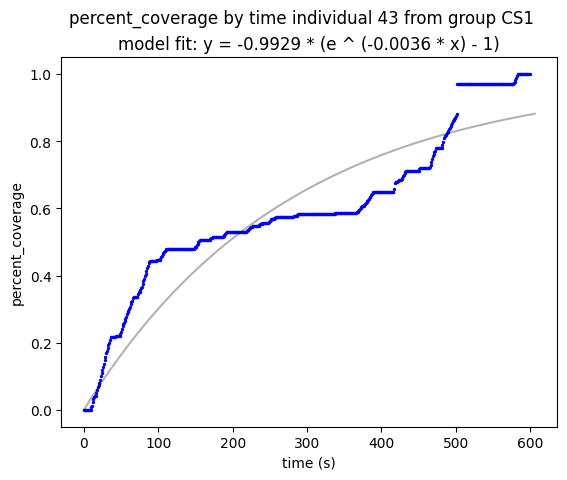 percent_coverage by time individual 43 from group CS1
model fit: y = -0.9929 * (e ^ (-0.0036 * x) - 1)
1.0
0.8
0.6
0.4
0.2
0.0
percent_coverage
0 100 200 300 400 500 600
time (s)